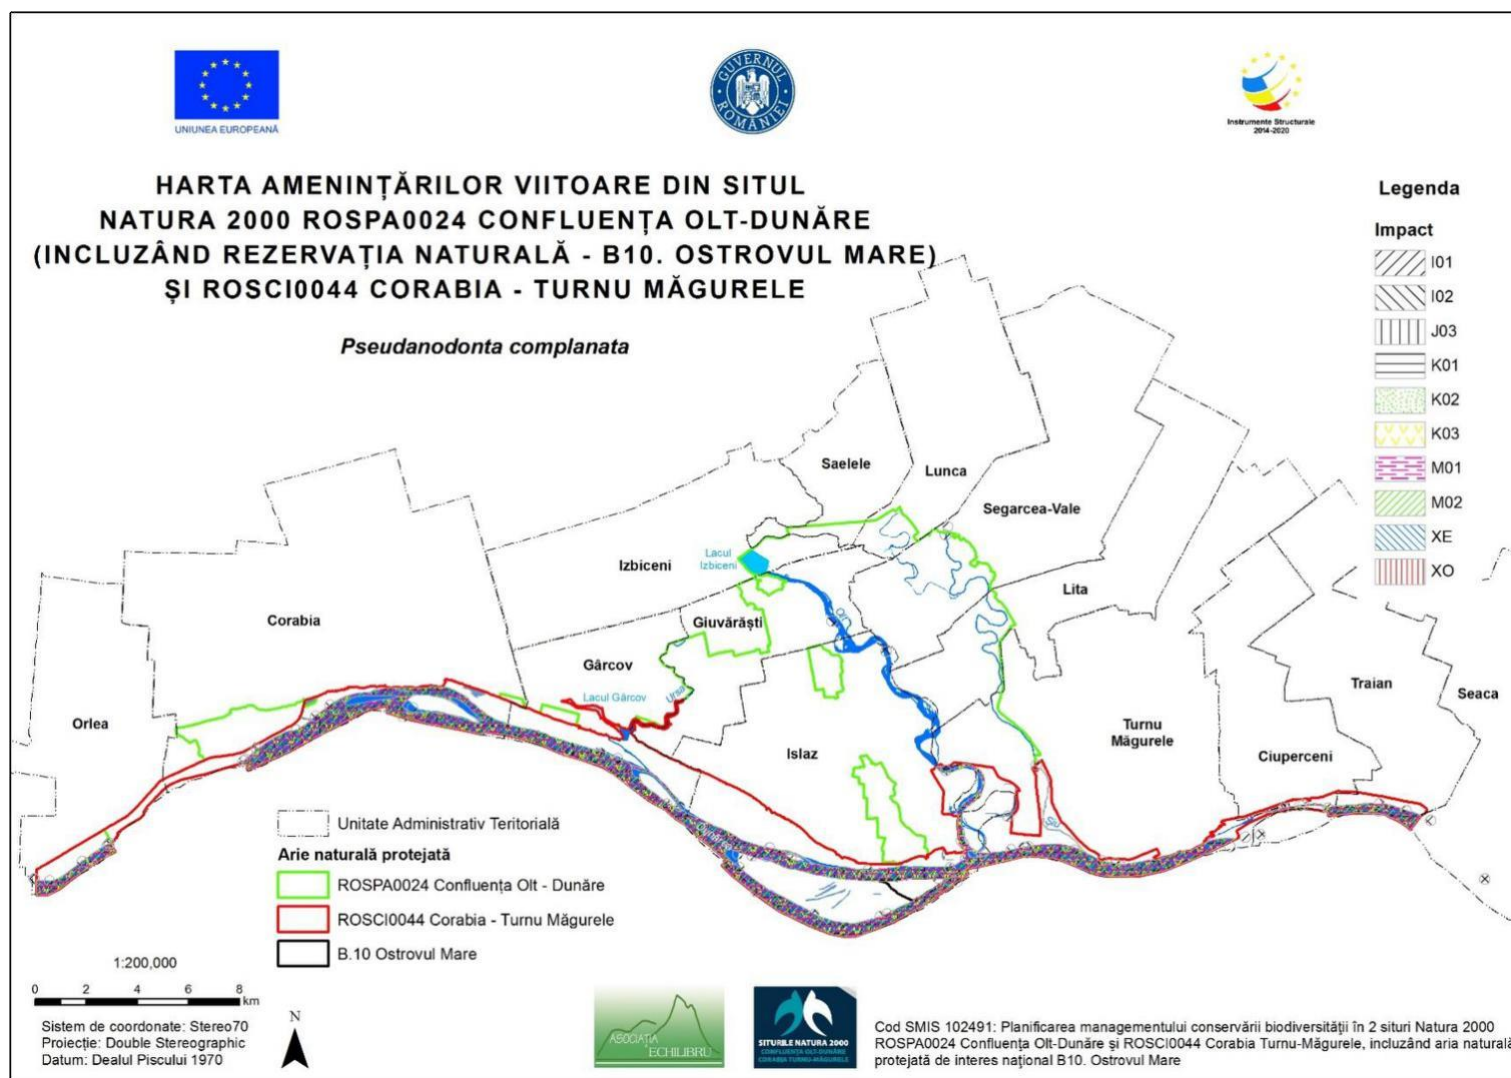 UNIUNEA EUROPEANĂ
GUVERNUL ROMÂNIEI
Instrumente Structurale
2014-2020
HARTA AMENINȚĂRILOR VIITOARE DIN SITUL
NATURA 2000 ROSPA0024 CONFLUENȚA OLT-DUNĂRE
(INCLUZÂND REZERVAȚIA NATURALĂ - B10. OSTROVUL MARE)
ȘI ROSCI0044 CORABIA - TURNU MĂGURELE
Pseudanodonta complanata
Legenda
Impact
I01
I02
J03
K01
K02
K03
M01
M02
XE
XO
Saelele
Lunca
Segarcea-Vale
Lacul
Izbiceni
Izbiceni
Lita
Corabia
Giuvărăști
Gârcov
Lacul Gârcov
Ursa
Orlea
Islaz
Turnu
Măgurele
Traian
Seaca
Ciuperceni
Unitate Administrativ Teritorială
Arie naturală protejată
ROSPA0024 Confluența Olt - Dunăre
ROSCI0044 Corabia - Turnu Măgurele
B.10 Ostrovul Mare
1:200,000
0 2 4 6 8
km
Sistem de coordonate: Stereo70
Proiecție: Double Stereographic
Datum: Dealul Piscului 1970
N
ASOCIAȚIA
ECHILIBRU
SITURILE NATURA 2000
CONFLUENȚA OLT-DUNĂRE
CORABIA TURNU-MĂGURELE
Cod SMIS 102491: Planificarea managementului conservării biodiversității în 2 situri Natura 2000
ROSPA0024 Confluența Olt-Dunăre și ROSCI0044 Corabia Turnu-Măgurele, incluzând aria naturală
protejată de interes național B10. Ostrovul Mare